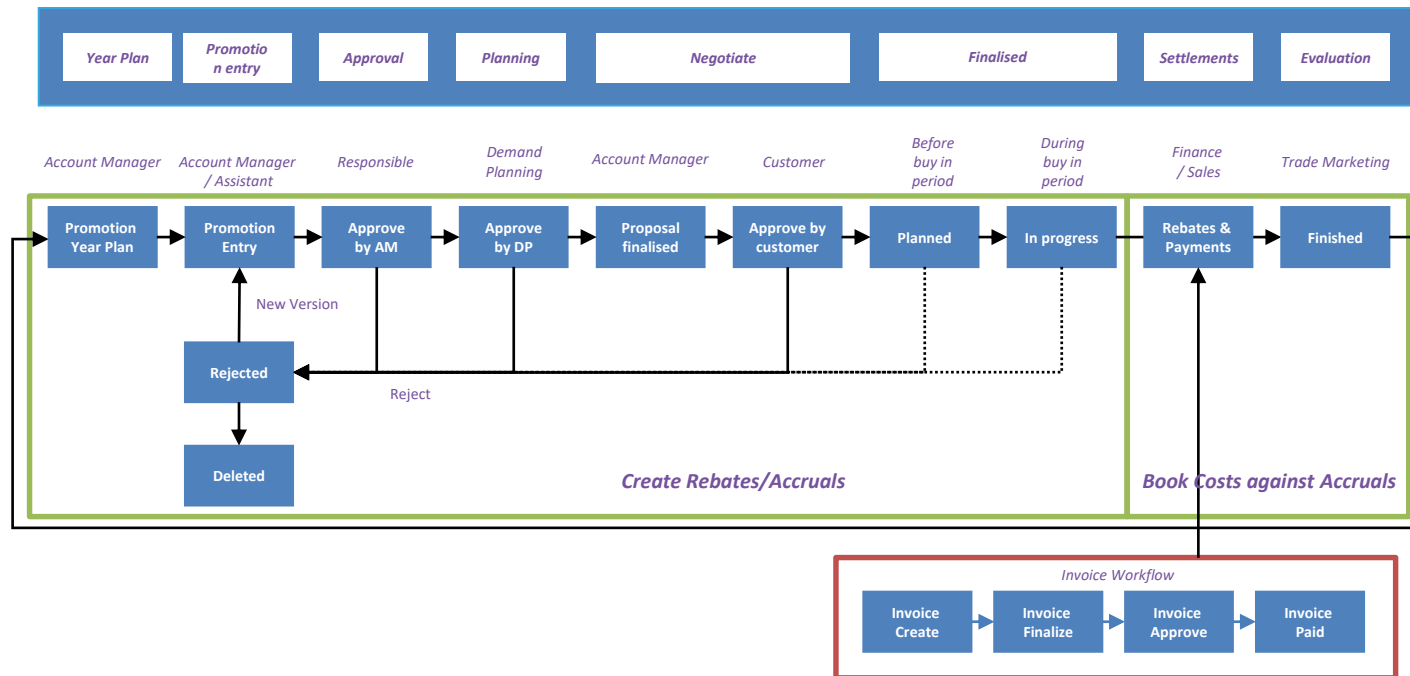 Year Plan
Promotio
n entry
Approval
Planning
Negotiate
Finalised
Settlements
Evaluation
Account Manager
Account Manager
/ Assistant
Responsible
Demand
Planning
Account Manager
Customer
Before
buy in
period
During
buy in
period
Finance
/ Sales
Trade Marketing
Promotion
Year Plan
Promotion
Entry
Approve
by AM
Approve
by DP
Proposal
finalised
Approve by
customer
Planned
In progress
Rebates &
Payments
Finished
New Version
Rejected
Reject
Deleted
Create Rebates/Accruals
Book Costs against Accruals
Invoice Workflow
Invoice
Create
Invoice
Finalize
Invoice
Approve
Invoice
Paid